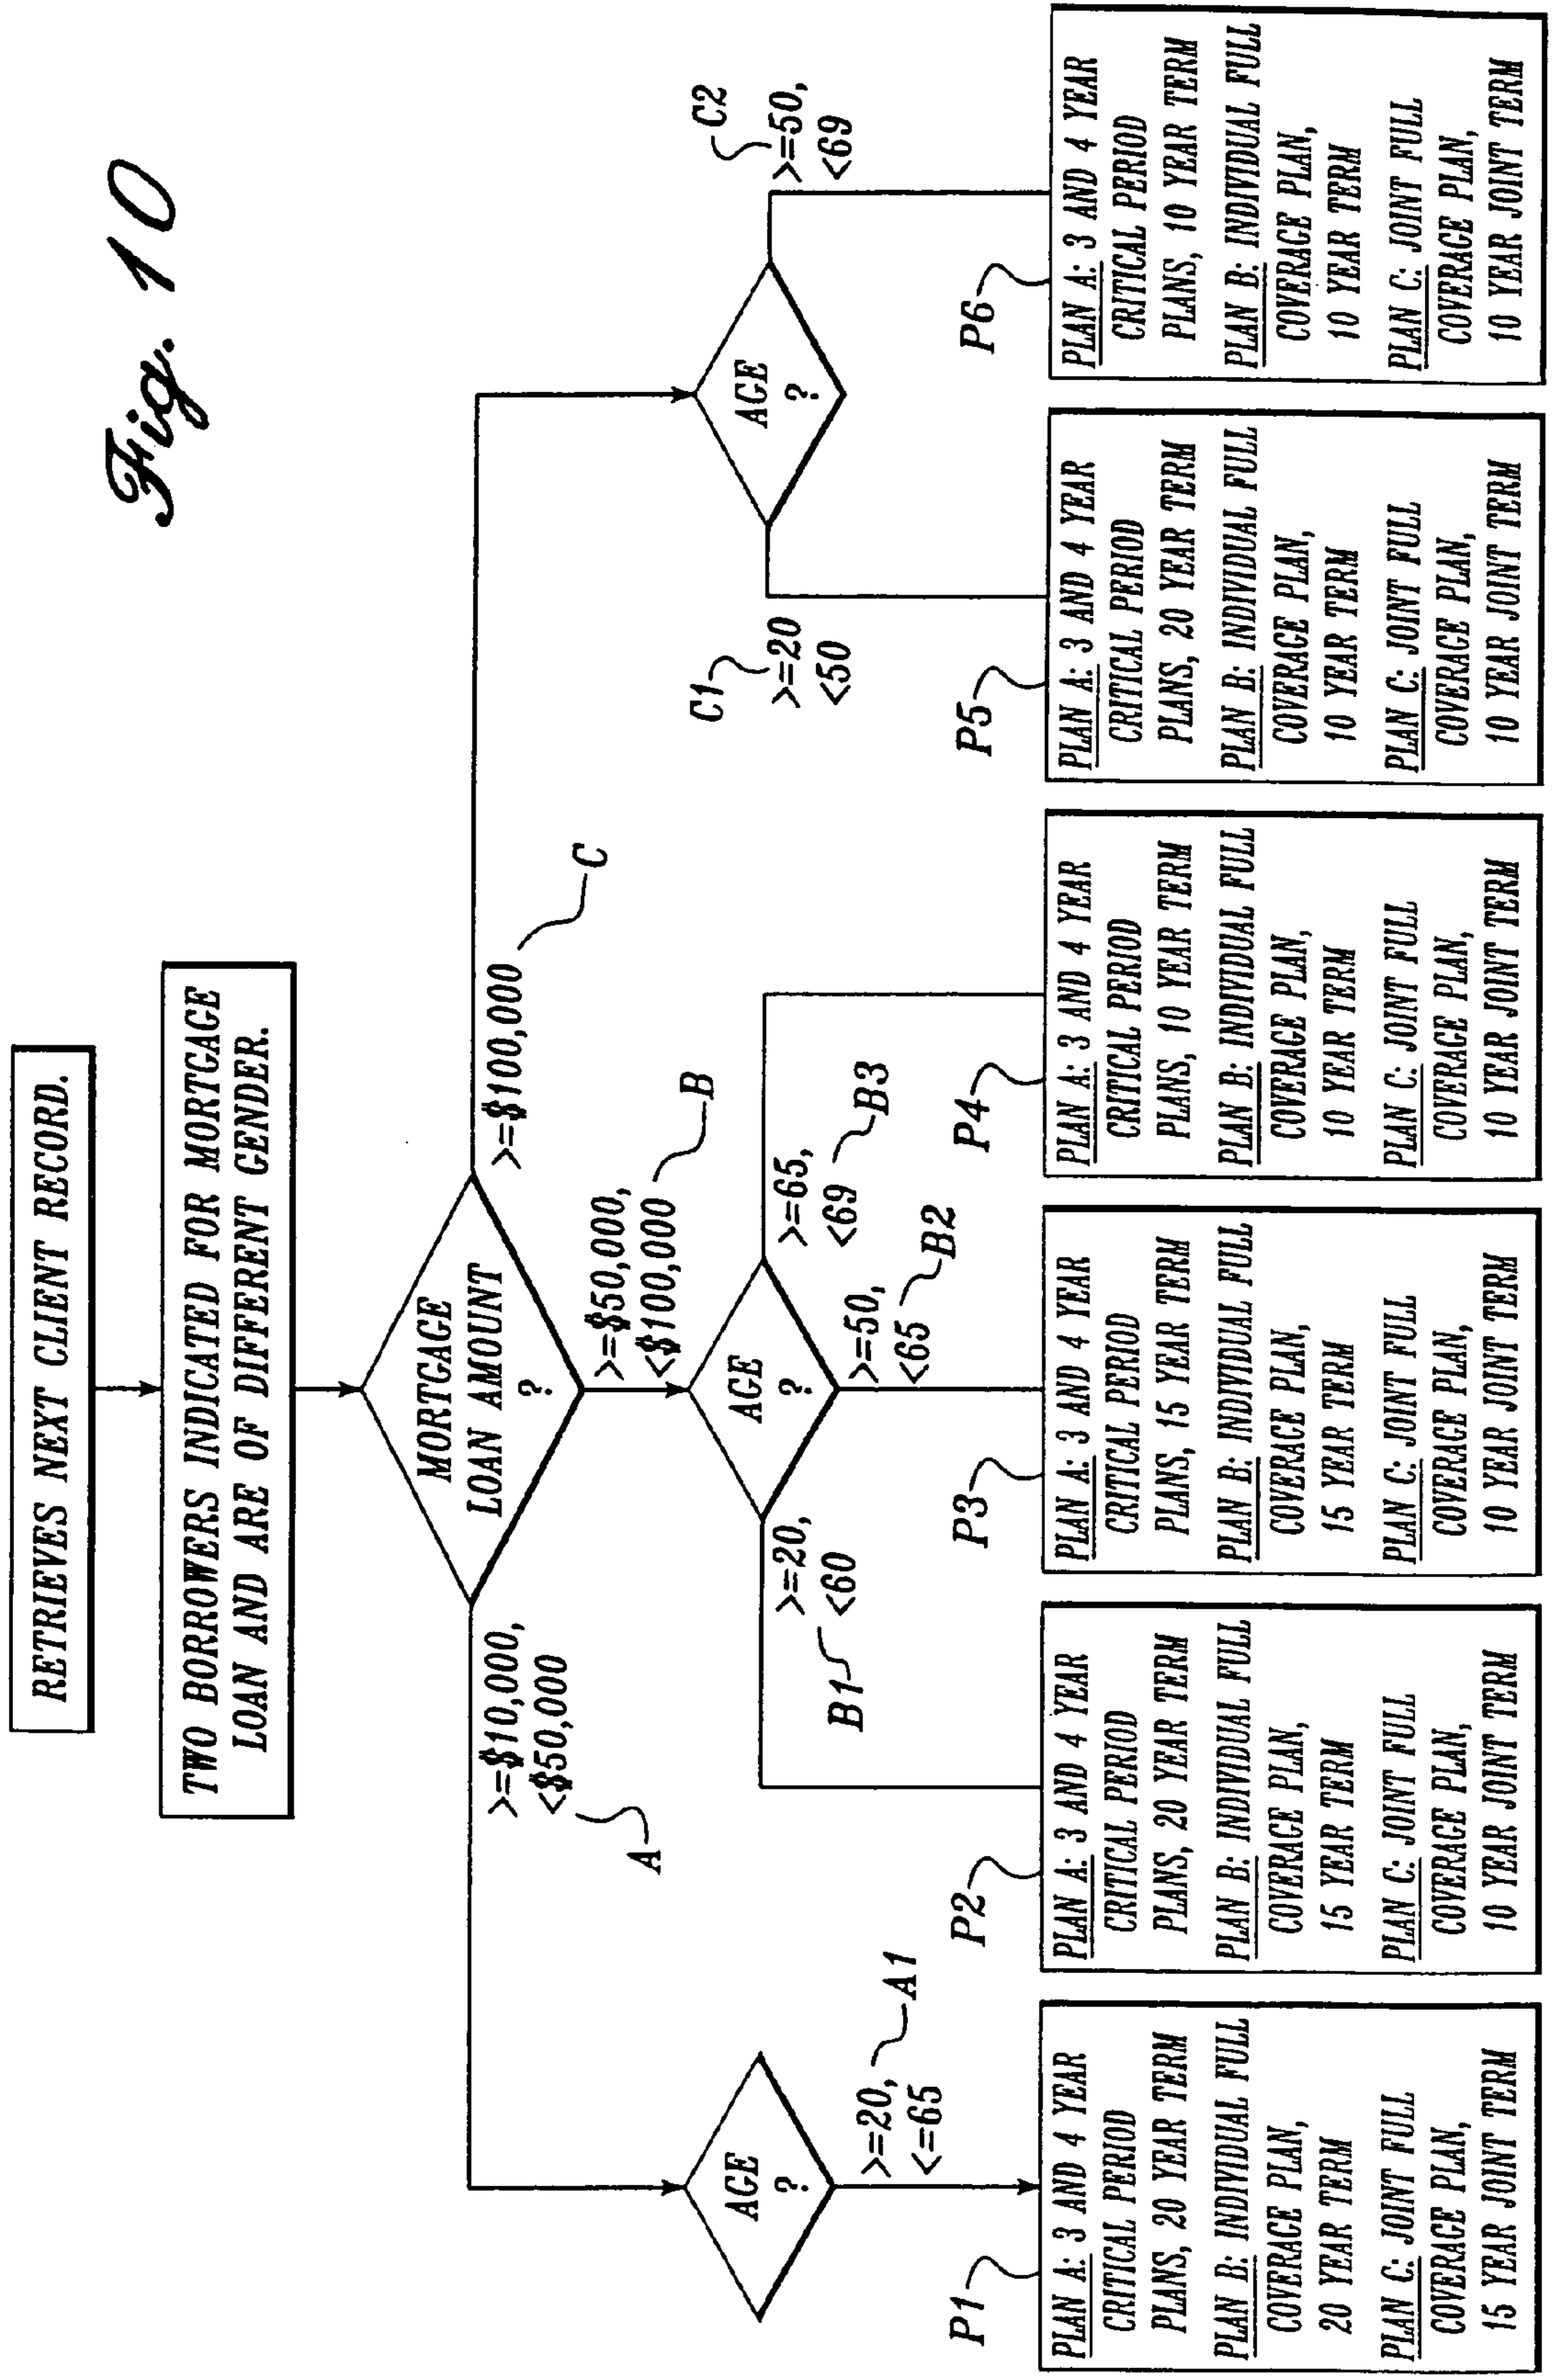 Fig. 10
RETRIEVES NEXT CLIENT RECORD.
TWO BORROWERS INDICATED FOR MORTGAGE
LOAN AND ARE OF DIFFERENT GENDER.
MORTGAGE
LOAN AMOUNT
?
>=$10,000,
<$50,000
A
>=$50,000,
<$100,000
B
>=$100,000
C
AGE
?
>=20,
<=65
A1
AGE
?
>=20,
<60
B1
>=50,
<65
B2
>=65,
<69
B3
AGE
?
C1
>=20
<50
C2
>=50,
<69
P1
PLAN A: 3 AND 4 YEAR
CRITICAL PERIOD
PLANS, 20 YEAR TERM
PLAN B: INDIVIDUAL FULL
COVERAGE PLAN,
20 YEAR TERM
PLAN C: JOINT FULL
COVERAGE PLAN,
15 YEAR JOINT TERM
P2
PLAN A: 3 AND 4 YEAR
CRITICAL PERIOD
PLANS, 20 YEAR TERM
PLAN B: INDIVIDUAL FULL
COVERAGE PLAN,
15 YEAR TERM
PLAN C: JOINT FULL
COVERAGE PLAN,
10 YEAR JOINT TERM
P3
PLAN A: 3 AND 4 YEAR
CRITICAL PERIOD
PLANS, 15 YEAR TERM
PLAN B: INDIVIDUAL FULL
COVERAGE PLAN,
15 YEAR TERM
PLAN C: JOINT FULL
COVERAGE PLAN,
10 YEAR JOINT TERM
P4
PLAN A: 3 AND 4 YEAR
CRITICAL PERIOD
PLANS, 10 YEAR TERM
PLAN B: INDIVIDUAL FULL
COVERAGE PLAN,
10 YEAR TERM
PLAN C: JOINT FULL
COVERAGE PLAN,
10 YEAR JOINT TERM
P5
PLAN A: 3 AND 4 YEAR
CRITICAL PERIOD
PLANS, 20 YEAR TERM
PLAN B: INDIVIDUAL FULL
COVERAGE PLAN,
10 YEAR TERM
PLAN C: JOINT FULL
COVERAGE PLAN,
10 YEAR JOINT TERM
P6
PLAN A: 3 AND 4 YEAR
CRITICAL PERIOD
PLANS, 10 YEAR TERM
PLAN B: INDIVIDUAL FULL
COVERAGE PLAN,
10 YEAR TERM
PLAN C: JOINT FULL
COVERAGE PLAN,
10 YEAR JOINT TERM